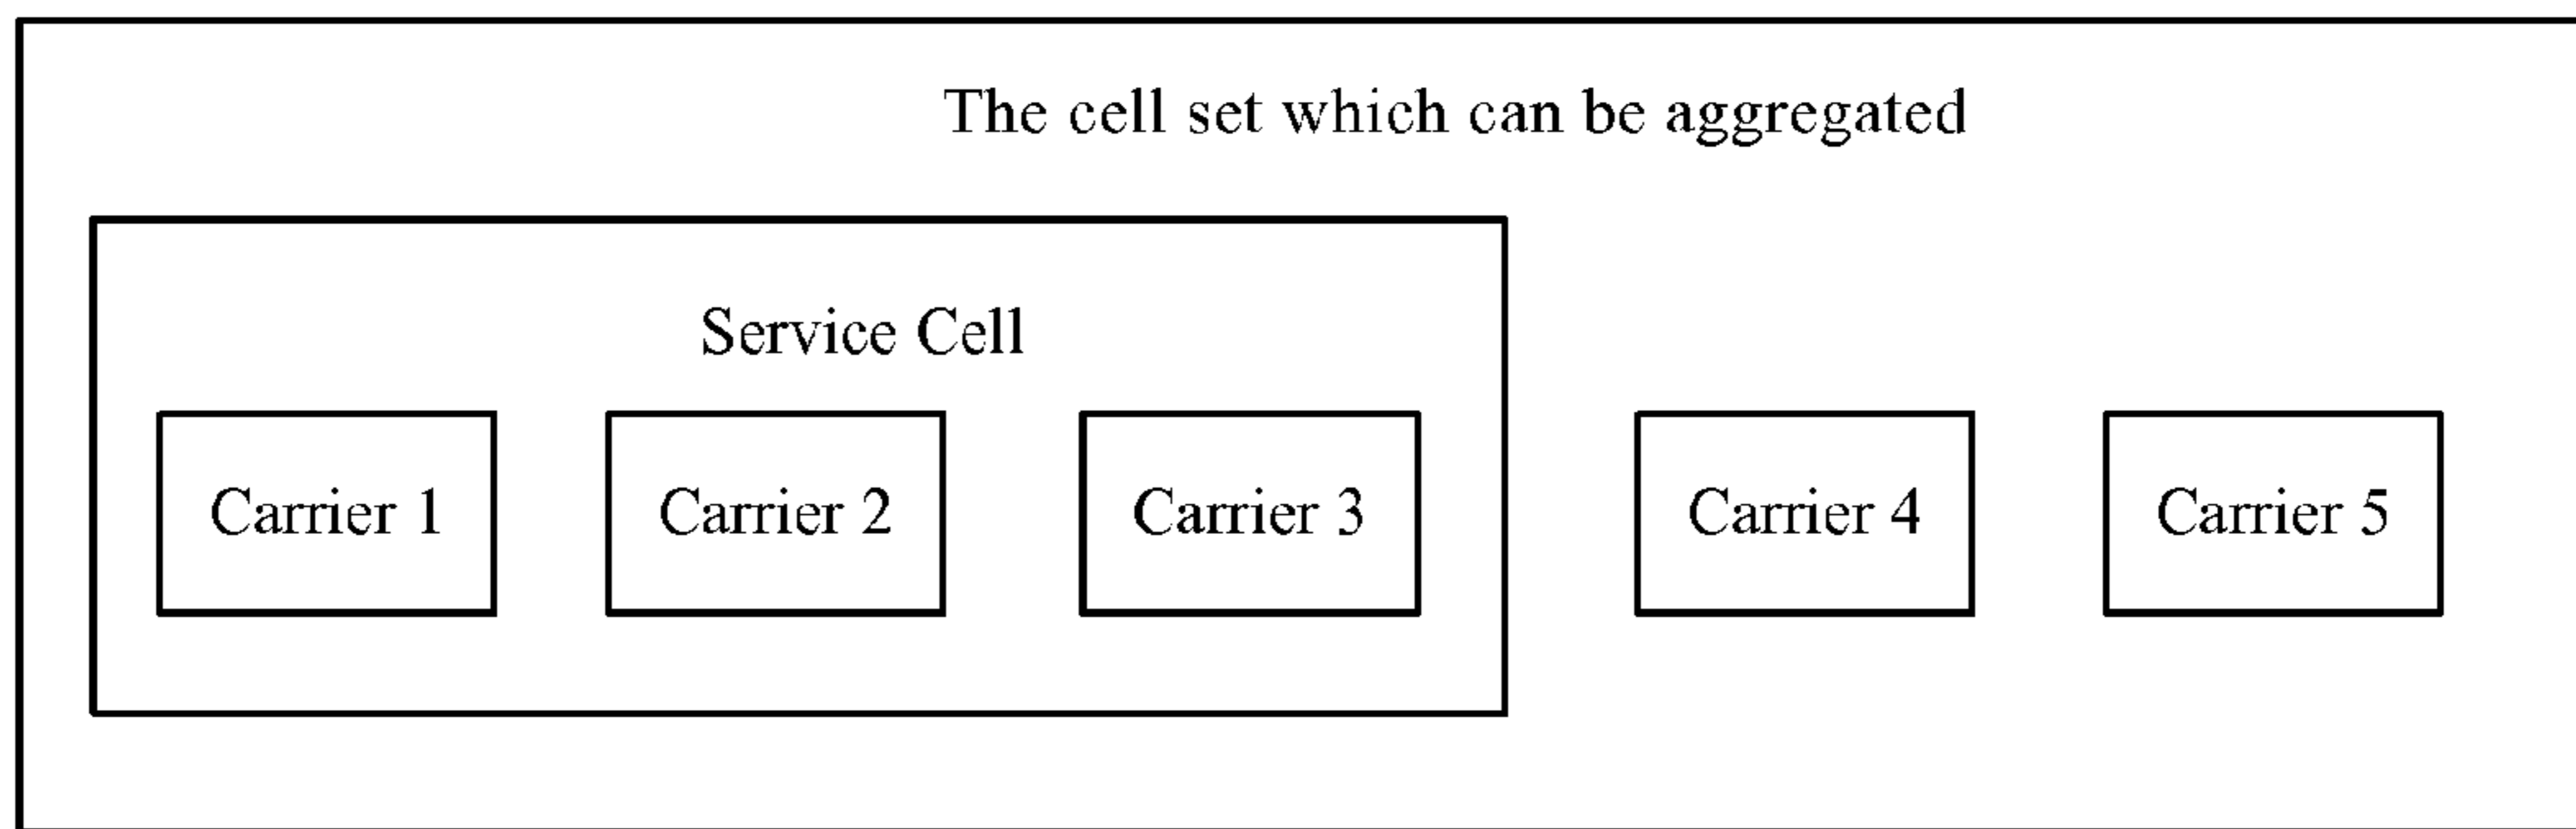 The cell set which can be aggregated
Service Cell
Carrier 1 Carrier 2 Carrier 3 Carrier 4 Carrier 5